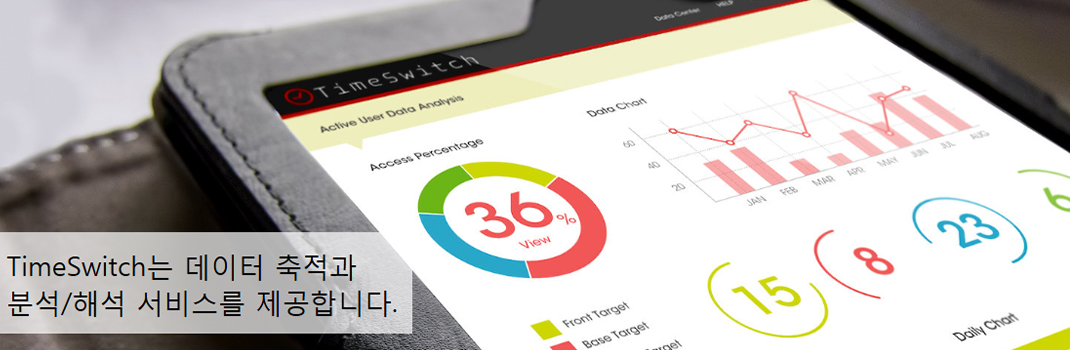 Data Center
HELP
TimeSwitch
Active User Data Analysis
Access Percentage
Data Chart
60
40
20
JAN
FEB
MAR
APR
MAY
JUN
JUL
AUG
36%
View
15
8
23
6
Front Target
Base Target
Daily Chart
TimeSwitch는 데이터 축적과
분석/해석 서비스를 제공합니다.